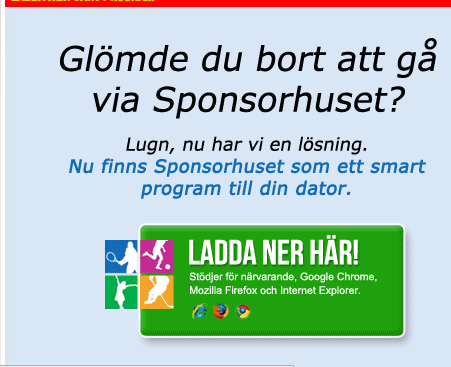 Glömde du bort att gå
via Sponsorhuset?
Lugn, nu har vi en lösning.
Nu finns Sponsorhuset som ett smart
program till din dator.
LADDA NER HÄR!
Stödjer för närvarande, Google Chrome,
Mozilla Firefox och Internet Explorer.